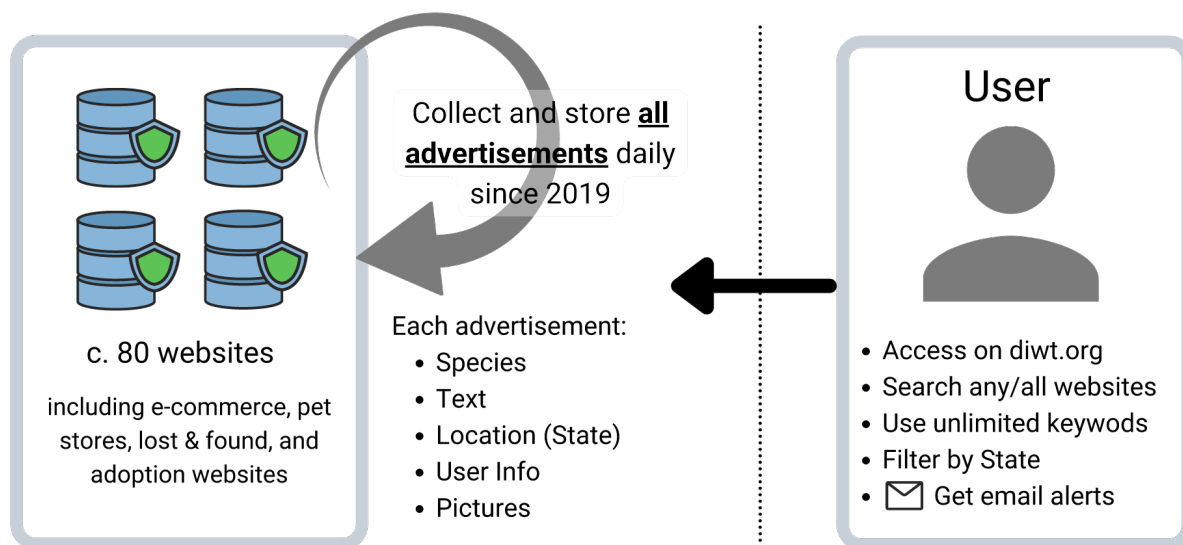 Collect and store all
advertisements daily
since 2019
c. 80 websites
including e-commerce, pet
stores, lost & found, and
adoption websites
Each advertisement:
• Species
• Text
• Location (State)
• User Info
• Pictures
User
• Access on diwt.org
• Search any/all websites
• Use unlimited keywods
• Filter by State
• Get email alerts